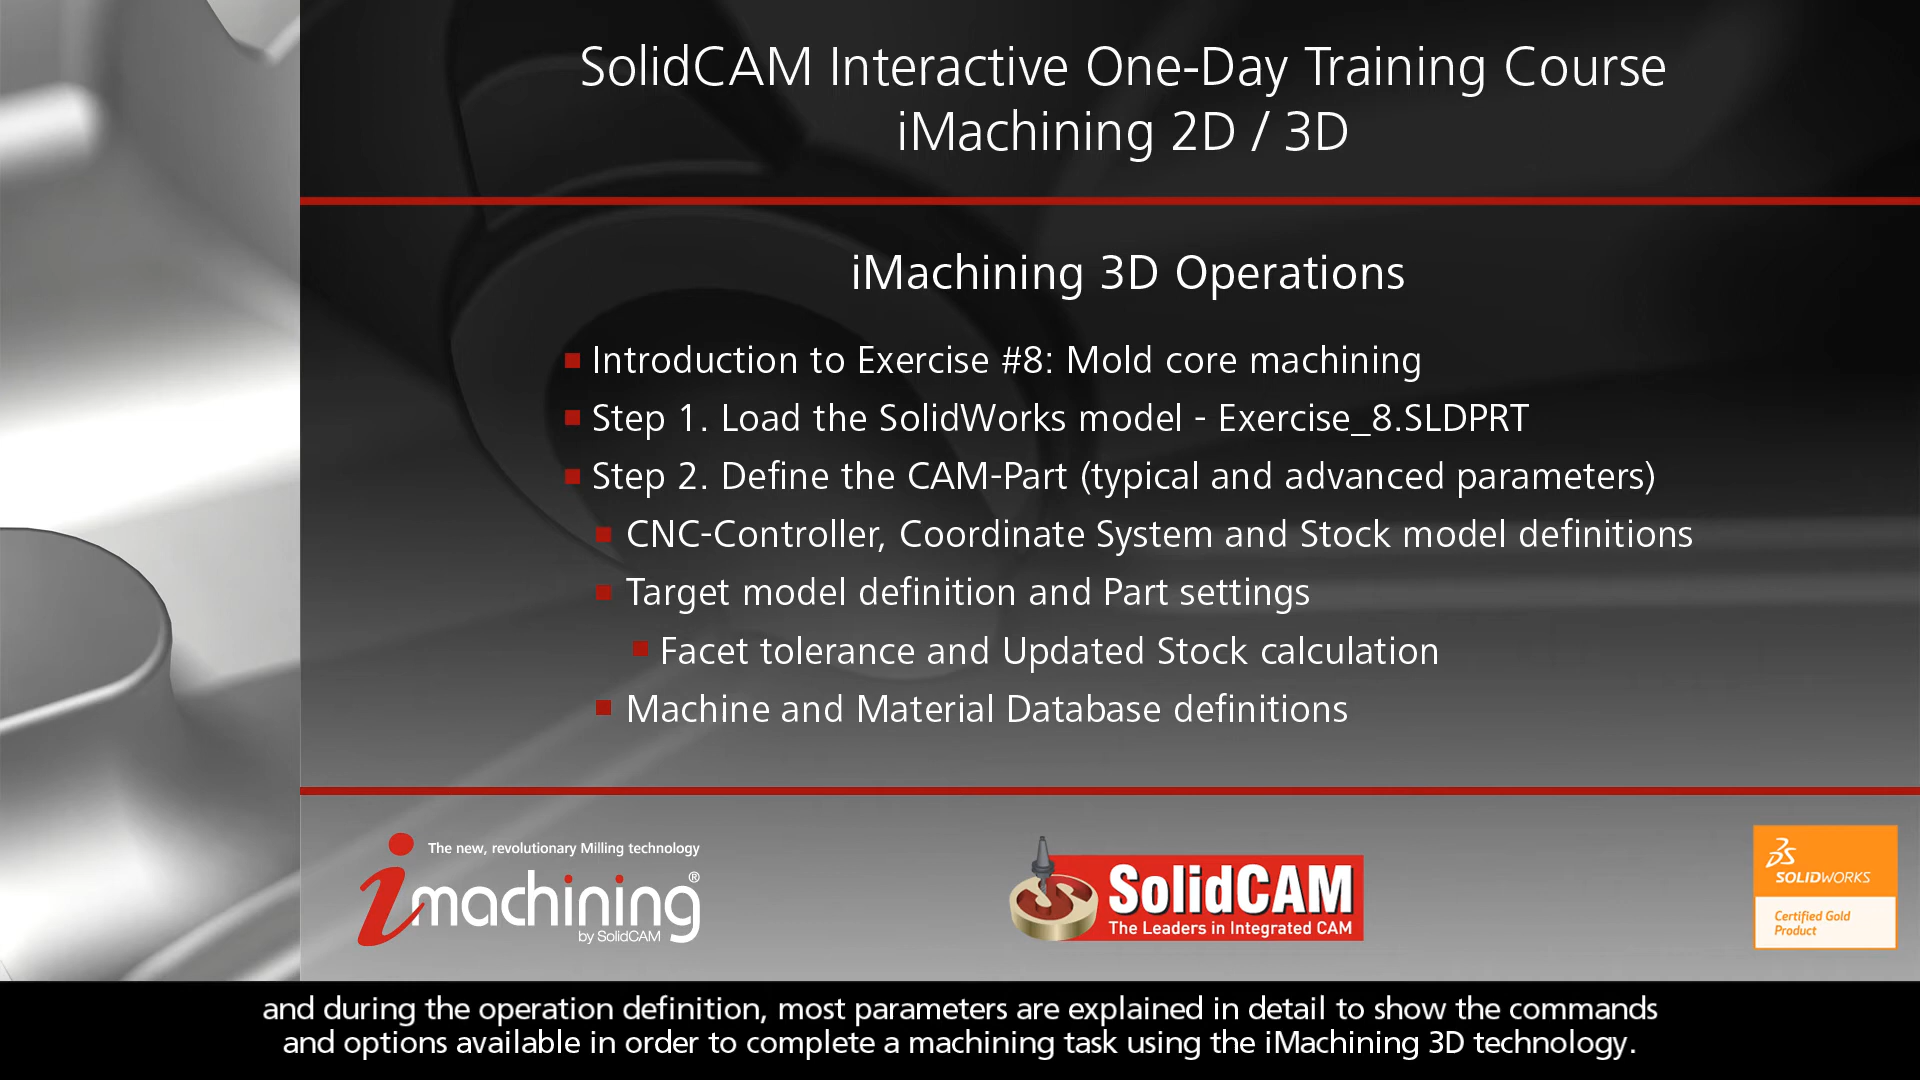 SolidCAM Interactive One-Day Training Course
iMachining 2D / 3D
iMachining 3D Operations
Introduction to Exercise #8: Mold core machining
Step 1. Load the SolidWorks model - Exercise_8.SLDPRT
Step 2. Define the CAM-Part (typical and advanced parameters)
CNC-Controller, Coordinate System and Stock model definitions
Target model definition and Part settings
Facet tolerance and Updated Stock calculation
Machine and Material Database definitions
The new, revolutionary Milling technology
imachining®
by SolidCAM
SolidCAM
The Leaders in Integrated CAM
SOLIDWORKS
Certified Gold
Product
and during the operation definition, most parameters are explained in detail to show the commands
and options available in order to complete a machining task using the iMachining 3D technology.